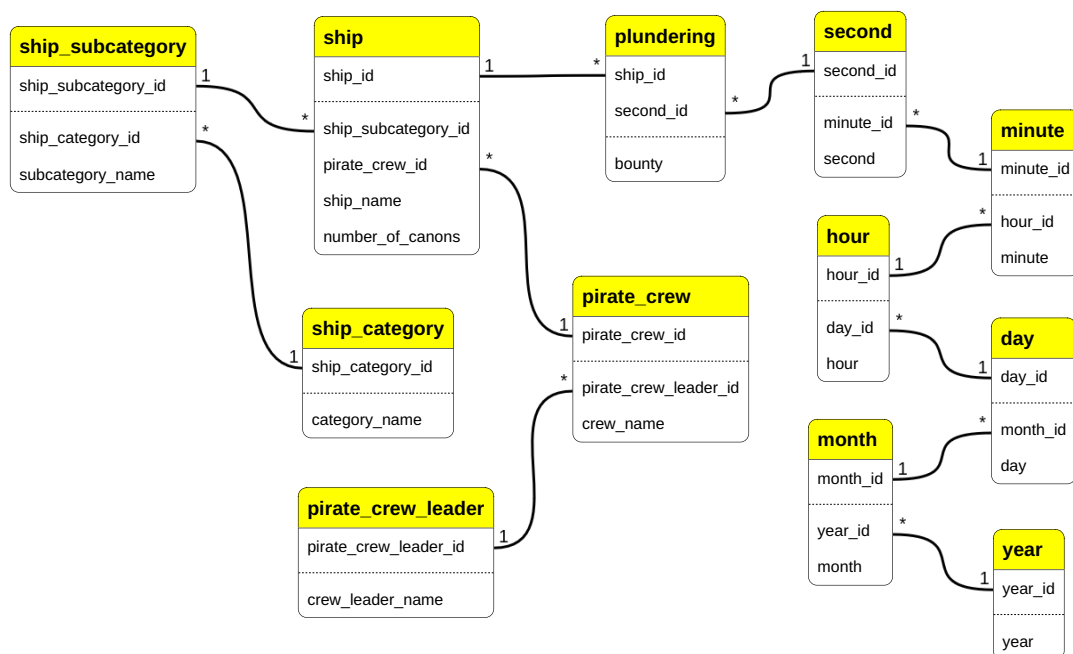 ship_subcategory
ship_subcategory_id
ship_category_id
subcategory_name
1
*
ship
ship_id
ship_subcategory_id
pirate_crew_id
ship_name
number_of_canons
*
1
*
plundering
ship_id
second_id
bounty
*
*
second
second_id
minute_id
second
1
*
minute
minute_id
hour_id
minute
1
*
hour
hour_id
day_id
hour
1
*
day
day_id
month_id
day
1
*
month
month_id
year_id
month
1
*
year
year_id
year
1
ship_category
ship_category_id
category_name
1
pirate_crew
pirate_crew_id
pirate_crew_leader_id
crew_name
1
*
pirate_crew_leader
pirate_crew_leader_id
crew_leader_name
1